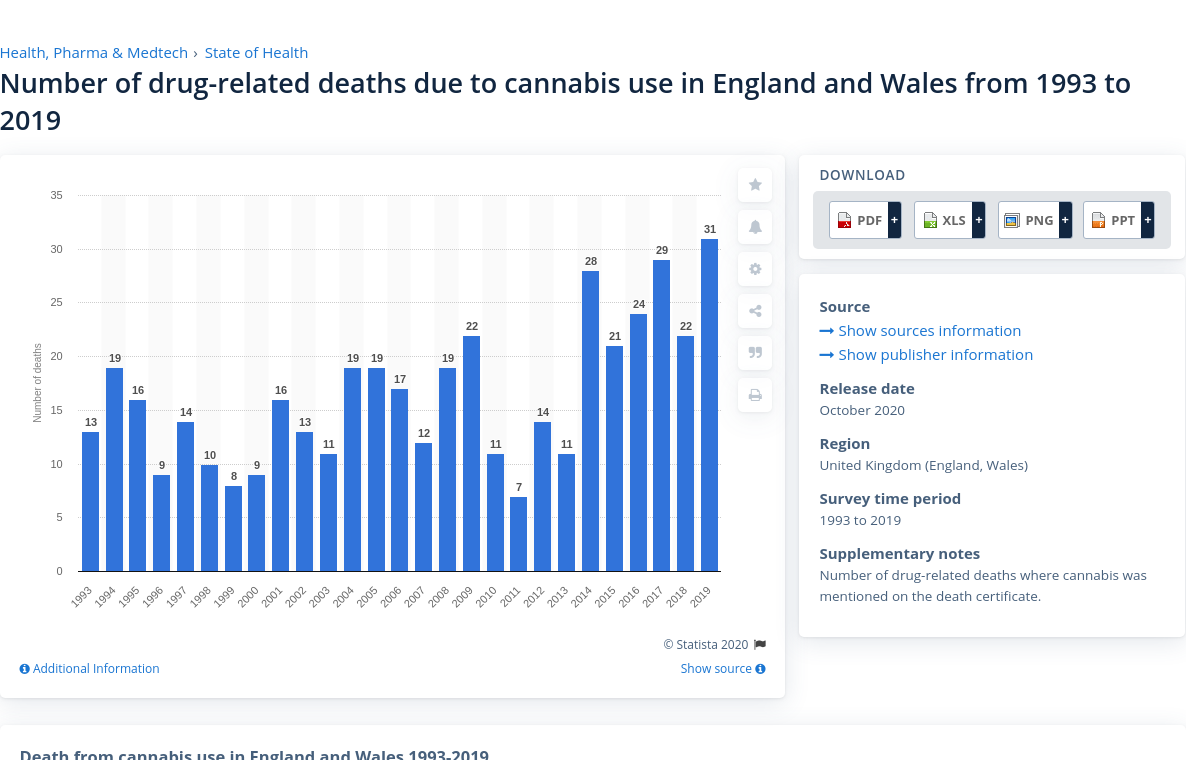 Health, Pharma & Medtech › State of Health
Number of drug-related deaths due to cannabis use in England and Wales from 1993 to
2019
35
30
25
20
15
10
5
0
Number of deaths
13
19
16
9
14
10
8
9
16
13
11
19
19
17
12
19
22
11
7
14
11
28
21
24
29
22
31
1993
1994
1995
1996
1997
1998
1999
2000
2001
2002
2003
2004
2005
2006
2007
2008
2009
2010
2011
2012
2013
2014
2015
2016
2017
2018
2019
© Statista 2020
Additional Information
Show source
DOWNLOAD
PDF +
XLS +
PNG +
PPT +
Source
Show sources information
Show publisher information
Release date
October 2020
Region
United Kingdom (England, Wales)
Survey time period
1993 to 2019
Supplementary notes
Number of drug-related deaths where cannabis was
mentioned on the death certificate.
Death from cannabis use in England and Wales 1993-2019